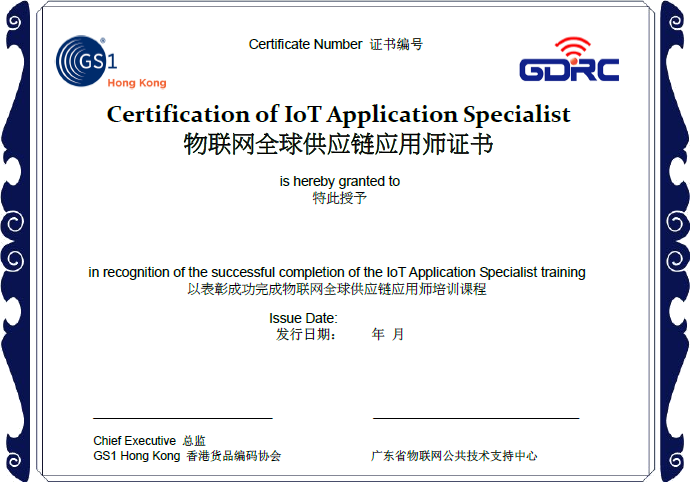 Certificate Number 证书编号
GS1
Hong Kong
GDRC
Certification of IoT Application Specialist
物联网全球供应链应用师证书
is hereby granted to
特此授予
in recognition of the successful completion of the IoT Application Specialist training
以表彰成功完成物联网全球供应链应用师培训课程
Issue Date:
发行日期： 年 月
Chief Executive 总监
GS1 Hong Kong 香港货品编码协会
广东省物联网公共技术支持中心